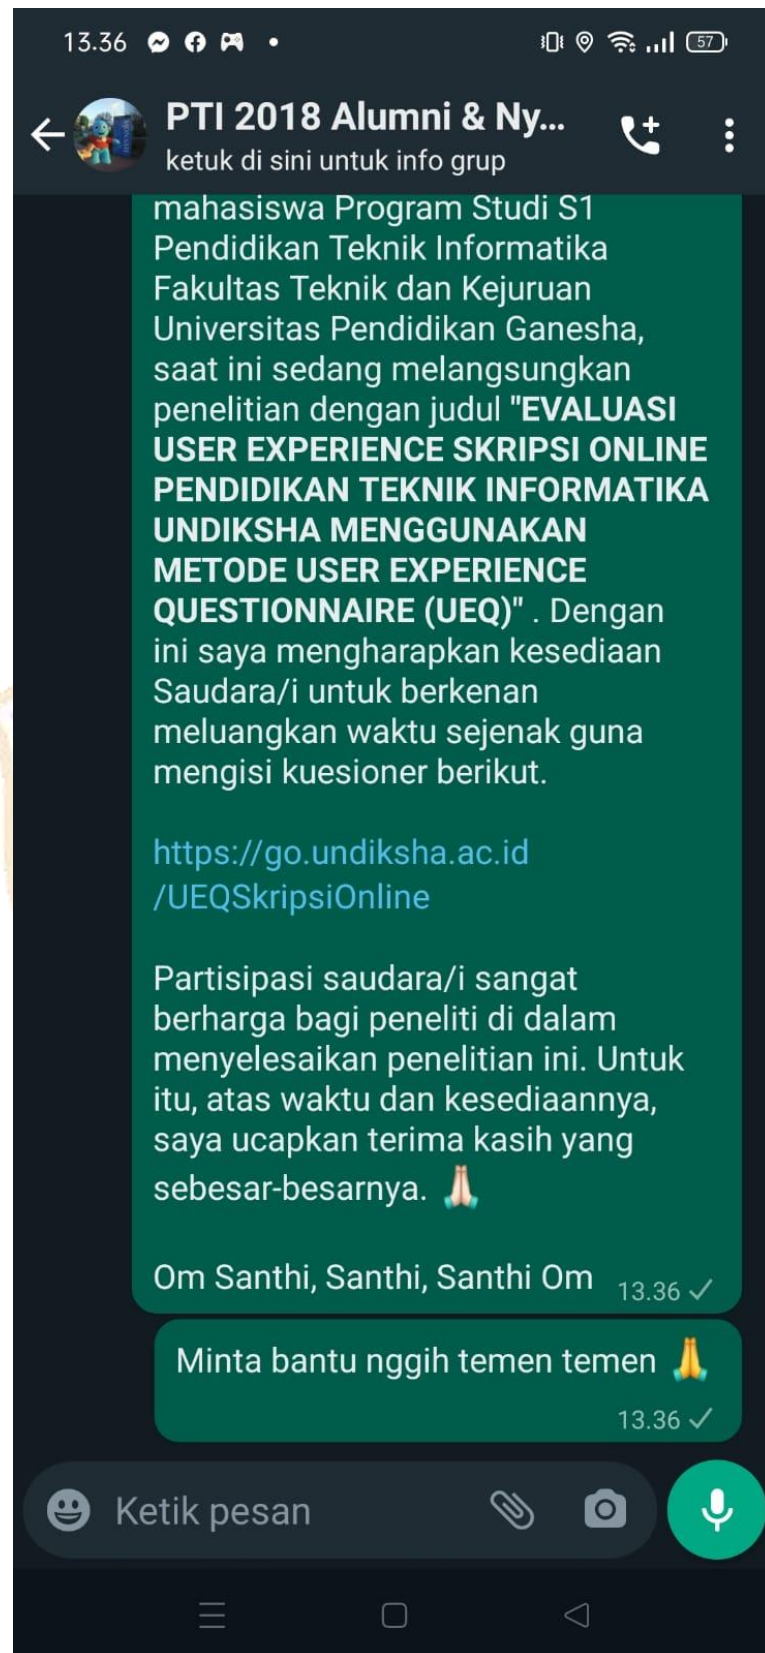 13.36
57
PTI 2018 Alumni & Ny...
ketuk di sini untuk info grup
mahasiswa Program Studi S1
Pendidikan Teknik Informatika
Fakultas Teknik dan Kejuruan
Universitas Pendidikan Ganesha,
saat ini sedang melangsungkan
penelitian dengan judul "EVALUASI
USER EXPERIENCE SKRIPSI ONLINE
PENDIDIKAN TEKNIK INFORMATIKA
UNDIKSHA MENGGUNAKAN
METODE USER EXPERIENCE
QUESTIONNAIRE (UEQ)" . Dengan
ini saya mengharapkan kesediaan
Saudara/i untuk berkenan
meluangkan waktu sejenak guna
mengisi kuesioner berikut.
https://go.undiksha.ac.id
/UEQSkripsiOnline
Partisipasi saudara/i sangat
berharga bagi peneliti di dalam
menyelesaikan penelitian ini. Untuk
itu, atas waktu dan kesediaannya,
saya ucapkan terima kasih yang
sebesar-besarnya. 🙏🏻
Om Santhi, Santhi, Santhi Om 13.36
Minta bantu nggih temen temen 🙏
13.36
Ketik pesan